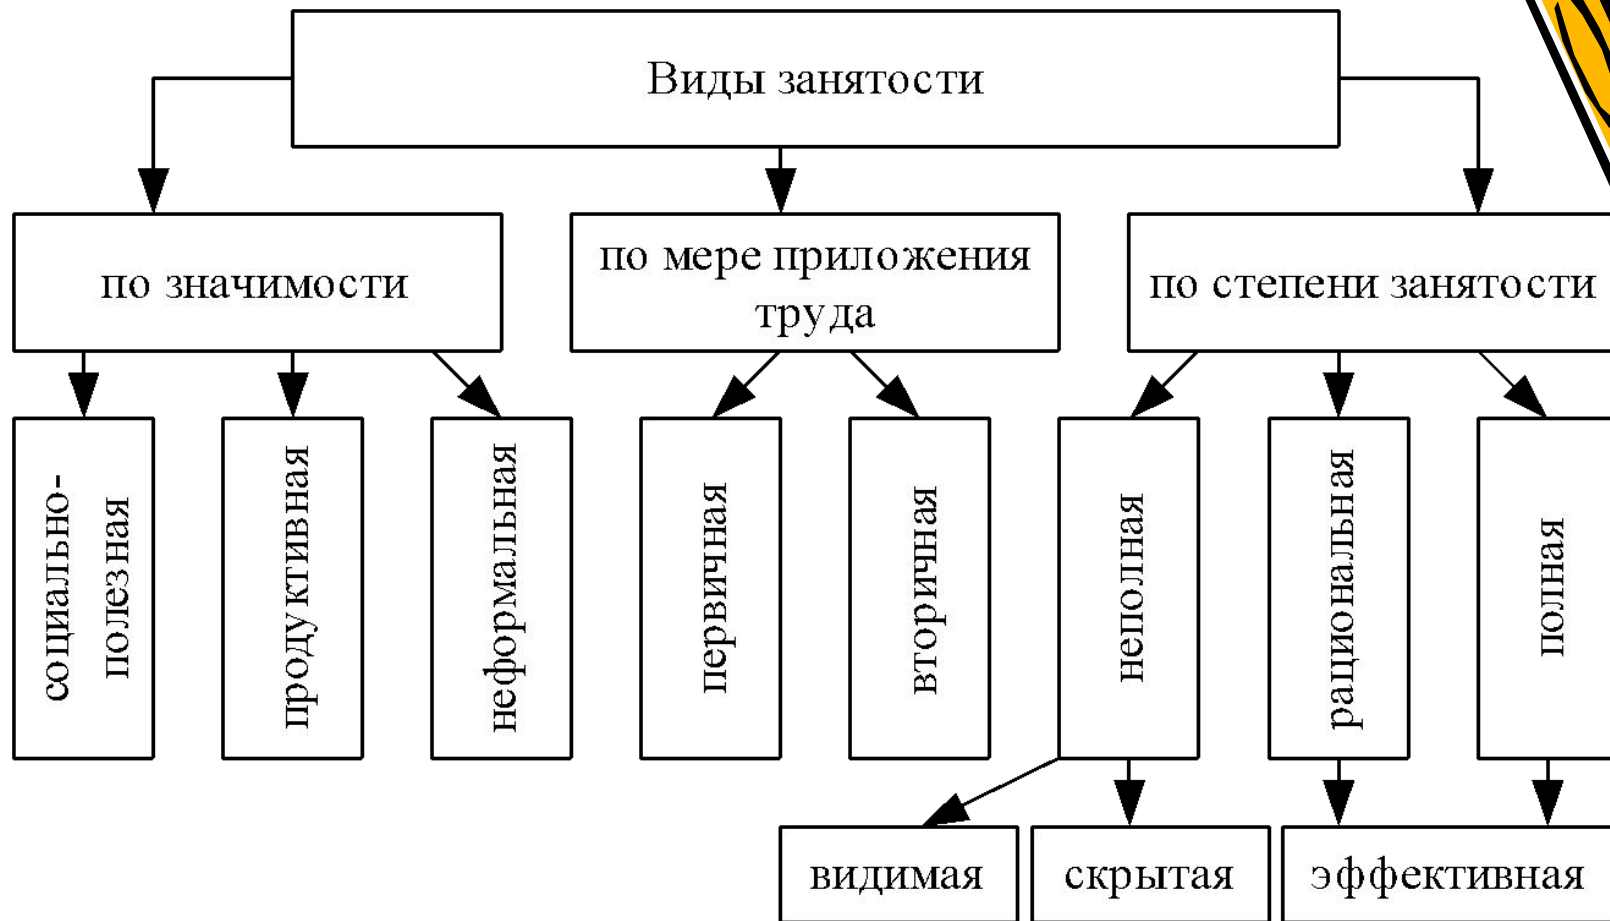 Виды занятости
по значимости
по мере приложения
труда
по степени занятости
социально-
полезная
продуктивная
неформальная
первичная
вторичная
неполная
рациональная
полная
видимая
скрытая
эффективная